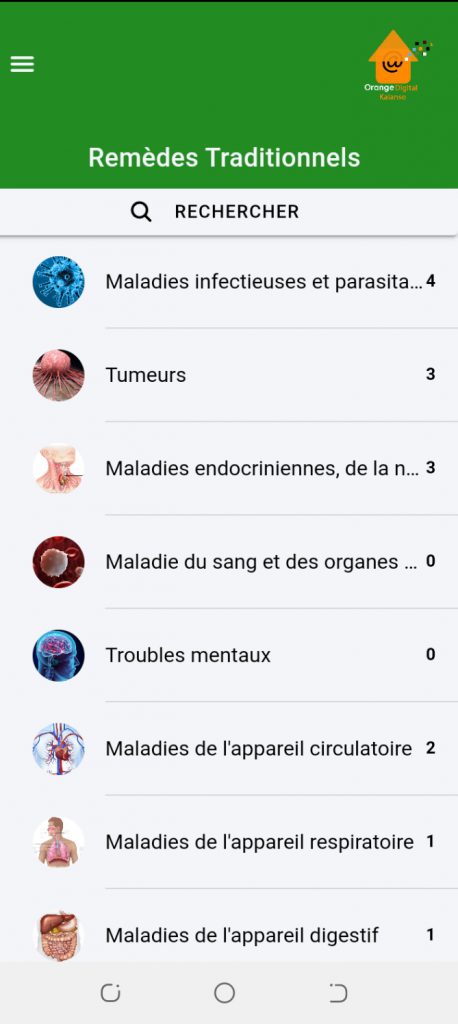 @
OrangeDigital
Kalanso
Remèdes Traditionnels
RECHERCHER
Maladies infectieuses et parasita... 4
Tumeurs 3
Maladies endocriniennes, de la n... 3
Maladie du sang et des organes ... 0
Troubles mentaux 0
Maladies de l'appareil circulatoire 2
Maladies de l'appareil respiratoire 1
Maladies de l'appareil digestif 1